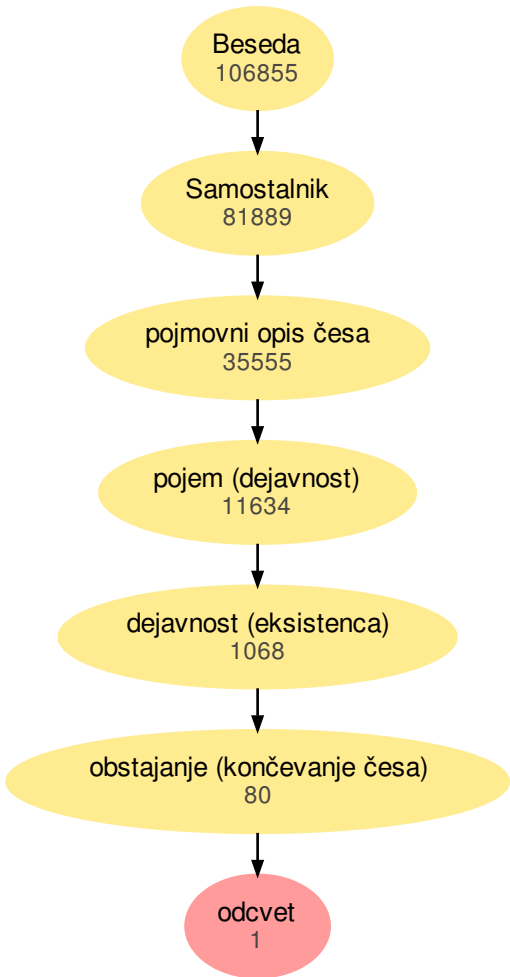 Beseda
106855
Samostalnik
81889
pojmovni opis česa
35555
pojem (dejavnost)
11634
dejavnost (eksistenca)
1068
obstajanje (končevanje česa)
80
odcvet
1